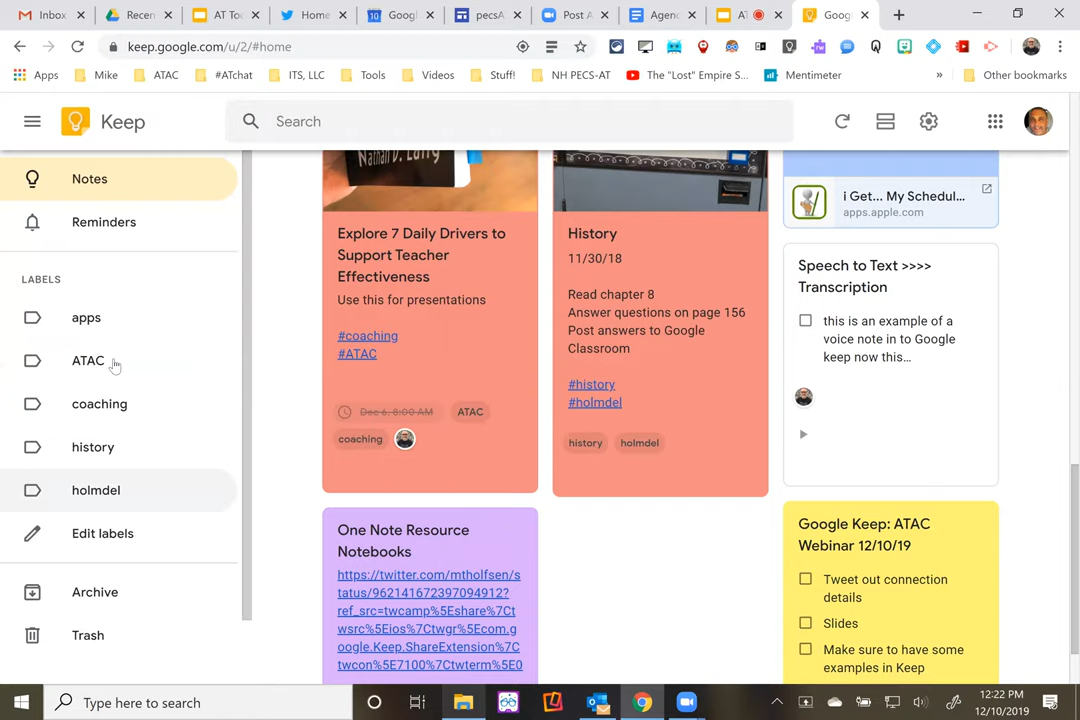 Inbox
Recen
AT Too
Home
Googl
pecsA
Post A
Agenc
AT
Googl
keep.google.com/u/2/#home
Apps
Mike
ATAC
#ATchat
ITS, LLC
Tools
Videos
Stuff!
NH PECS-AT
The "Lost" Empire S...
Mentimeter
»
Other bookmarks
Keep
Search
Notes
Reminders
LABELS
apps
ATAC
coaching
history
holmdel
Edit labels
Archive
Trash
Nathan D. Lang
Explore 7 Daily Drivers to
Support Teacher
Effectiveness
Use this for presentations
#coaching
#ATAC
Dec 6, 8:00 AM
ATAC
coaching
One Note Resource
Notebooks
https://twitter.com/mtholfsen/s
tatus/962141672397094912?
ref_src=twcamp%5Eshare%7Ct
wsrc%5Eios%7Ctwgr%5Ecom.g
oogle.Keep.ShareExtension%7C
twcon%5E7100%7Ctwterm%5E0
History
11/30/18
Read chapter 8
Answer questions on page 156
Post answers to Google
Classroom
#history
#holmdel
history
holmdel
i Get... My Schedul...
apps.apple.com
Speech to Text >>>>
Transcription
this is an example of a
voice note in to Google
keep now this...
Google Keep: ATAC
Webinar 12/10/19
Tweet out connection
details
Slides
Make sure to have some
examples in Keep
Type here to search
12:22 PM
12/10/2019